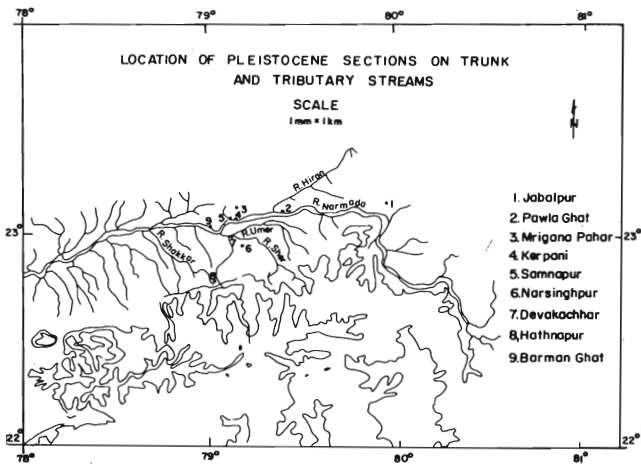 78° 79° 80° 81°
LOCATION OF PLEISTOCENE SECTIONS ON TRUNK
AND TRIBUTARY STREAMS
SCALE
1mm = 1km
N
R. Hiran
R. Narmada
3
9 5 4 2 1
R. Umar
R. Sher
R. Shakkar
6
23° 23°
1. Jabalpur
2. Pawla Ghat
3. Mrigana Pahar
4. Kerpani
5. Samnapur
6. Narsinghpur
7. Devakachhar
8, Hathnapur
9. Barman Ghat
22° 22°
78° 79° 80° 81°